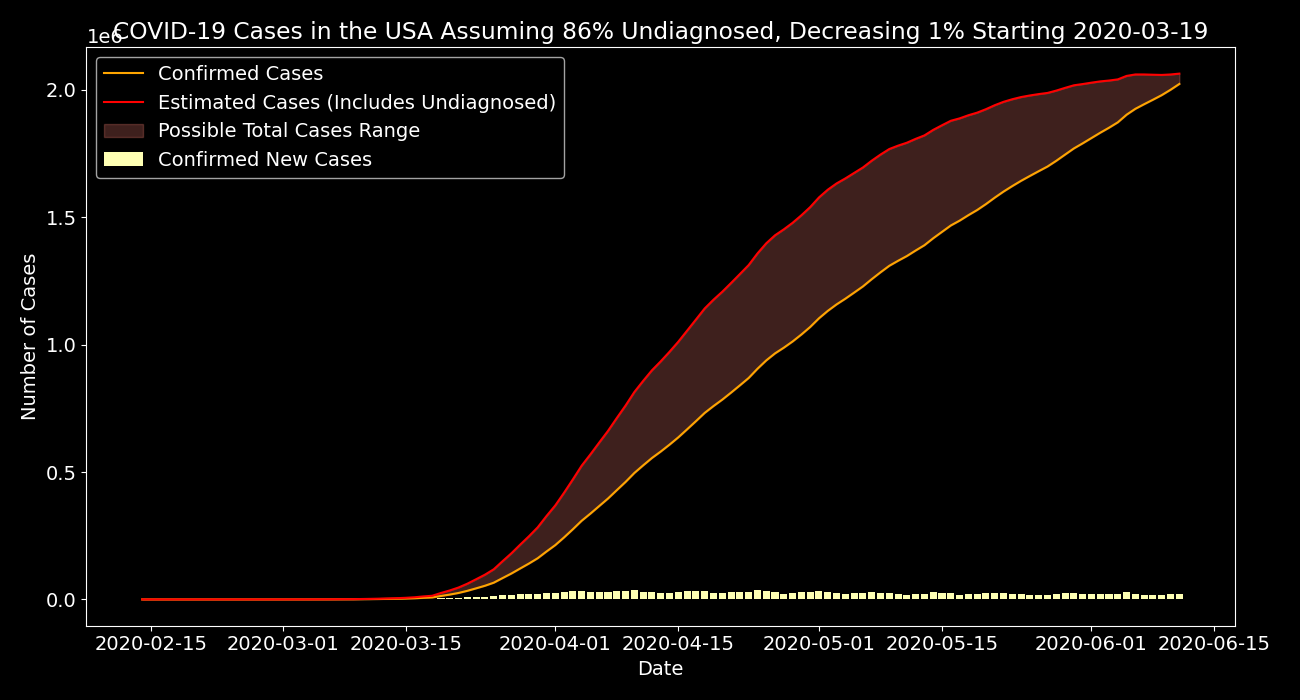 COVID-19 Cases in the USA Assuming 86% Undiagnosed, Decreasing 1% Starting 2020-03-19
1e6
Confirmed Cases
Estimated Cases (Includes Undiagnosed)
Possible Total Cases Range
Confirmed New Cases
2.0
1.5
1.0
0.5
0.0
Number of Cases
2020-02-15 2020-03-01 2020-03-15 2020-04-01 2020-04-15 2020-05-01 2020-05-15 2020-06-01 2020-06-15
Date